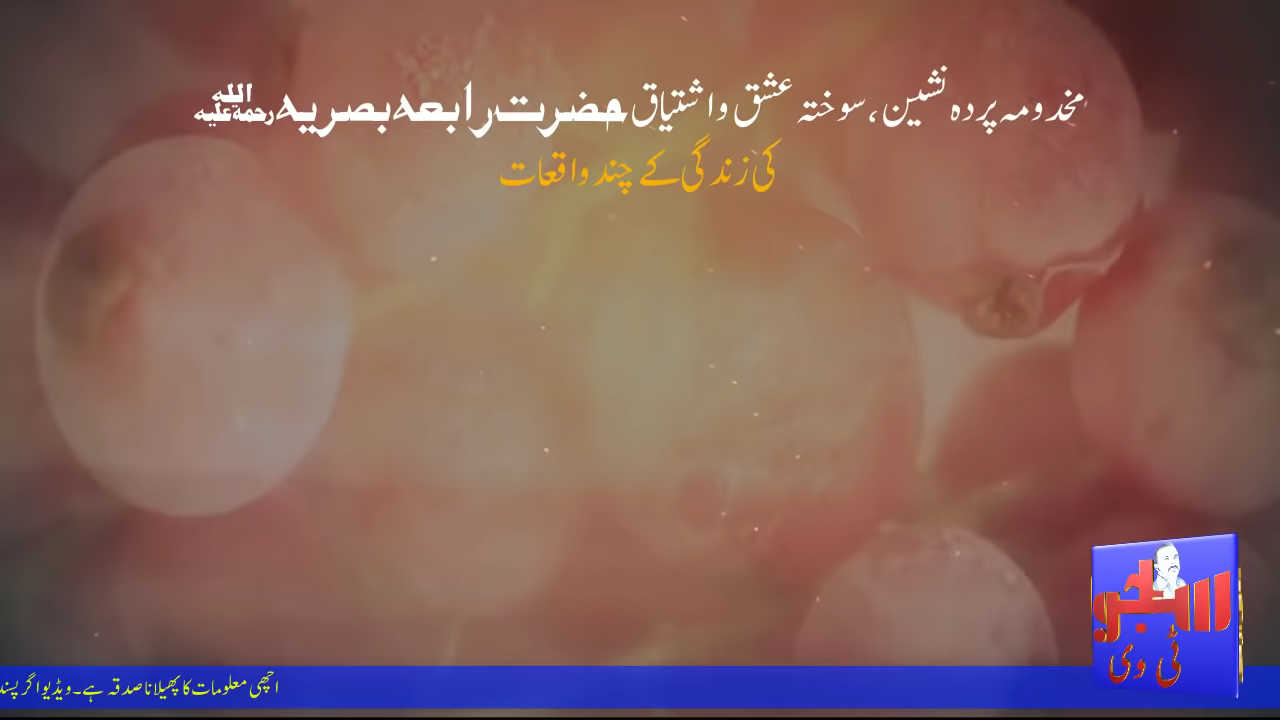 مخدومہ پردہ نشین، سوختہ عشق و اشتیاق حضرت رابعہ بصریہ رحمۃ اللہ علیہ
کی زندگی کے چند واقعات
ٹی وی
اچھی معلومات کا پھیلانا صدقہ ہے۔ ویڈیو اگر پسند